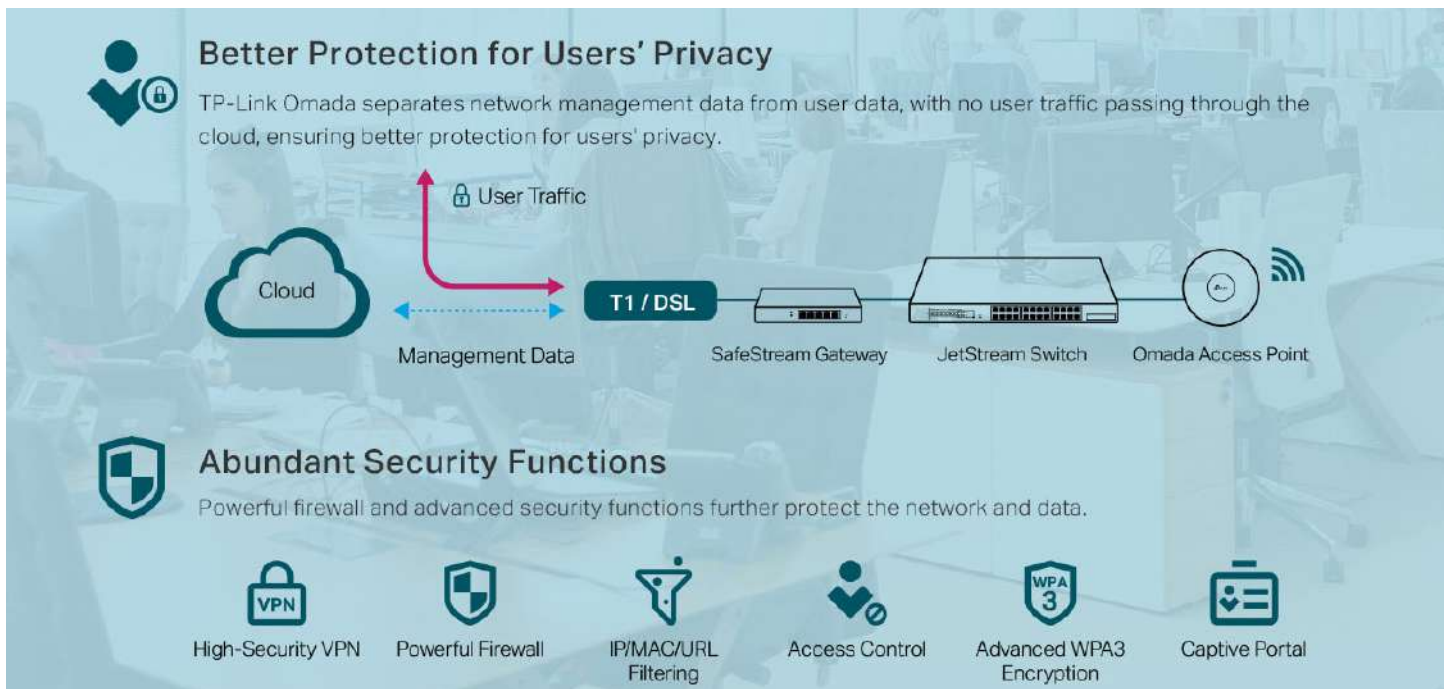 Better Protection for Users' Privacy
TP-Link Omada separates network management data from user data, with no user traffic passing through the
cloud, ensuring better protection for users' privacy.
User Traffic
Cloud
T1 / DSL
Management Data
SafeStream Gateway
JetStream Switch
Omada Access Point
Abundant Security Functions
Powerful firewall and advanced security functions further protect the network and data.
VPN
WPA
3
High-Security VPN
Powerful Firewall
IP/MAC/URL
Filtering
Access Control
Advanced WPA3
Encryption
Captive Portal